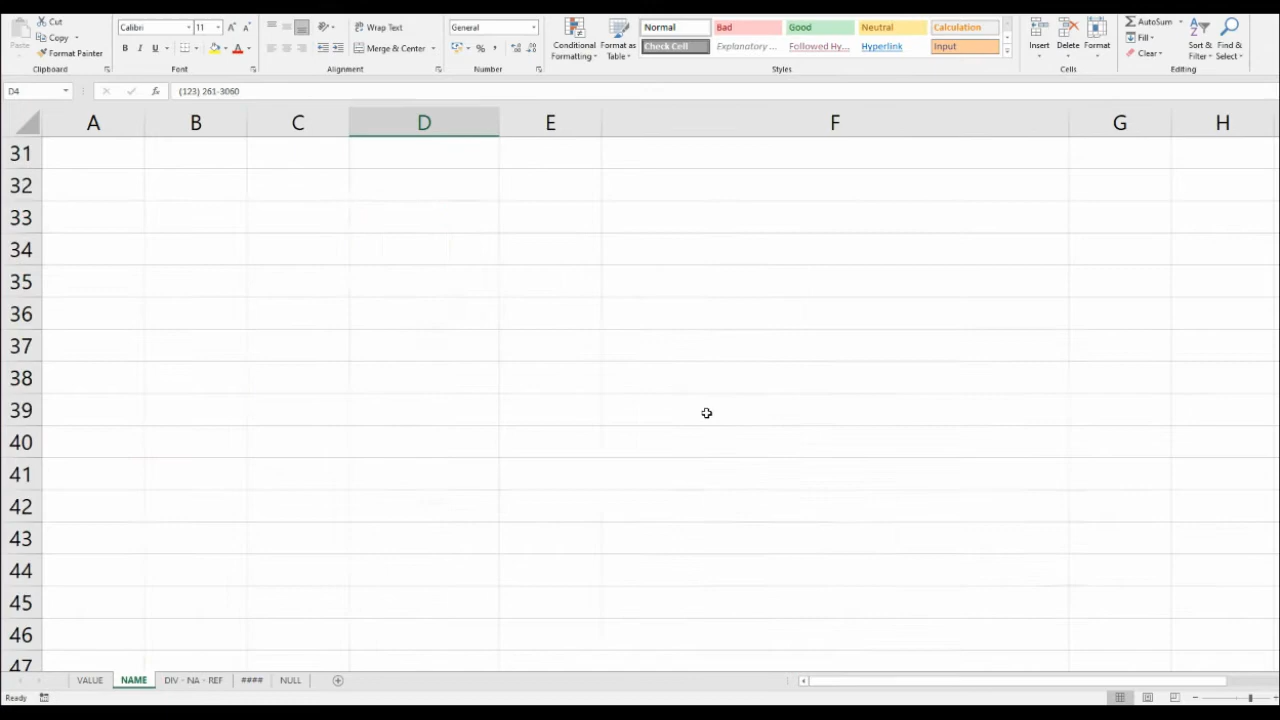 Cut
Calibri 11
Wrap Text
General
Normal Bad Good Neutral Calculation
AutoSum
Paste
Copy
Format Painter
B I U
Merge & Center
$ % ,
Conditional Formatting
Format as Table
Check Cell Explanatory ... Followed Hy... Hyperlink Input
Insert Delete Format
Fill
Clear
Sort & Filter
Find & Select
Clipboard Font Alignment Number Styles Cells Editing
D4 fx (123) 261-3060
A B C D E F G H
31
32
33
34
35
36
37
38
39
40
41
42
43
44
45
46
47
VALUE NAME DIV - NA - REF #### NULL
Ready